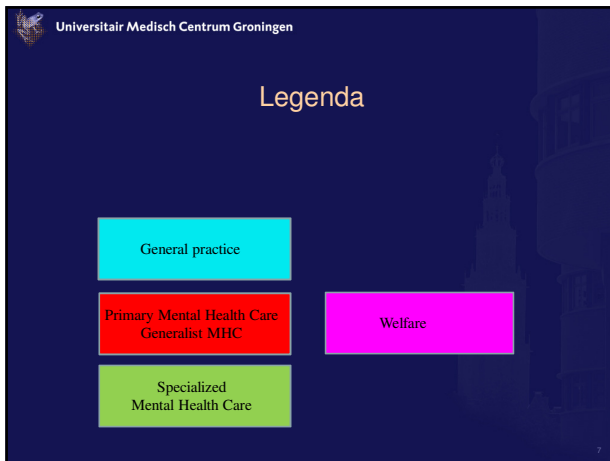 Universitair Medisch Centrum Groningen
Legenda
General practice
Primary Mental Health Care
Generalist MHC
Welfare
Specialized
Mental Health Care
7